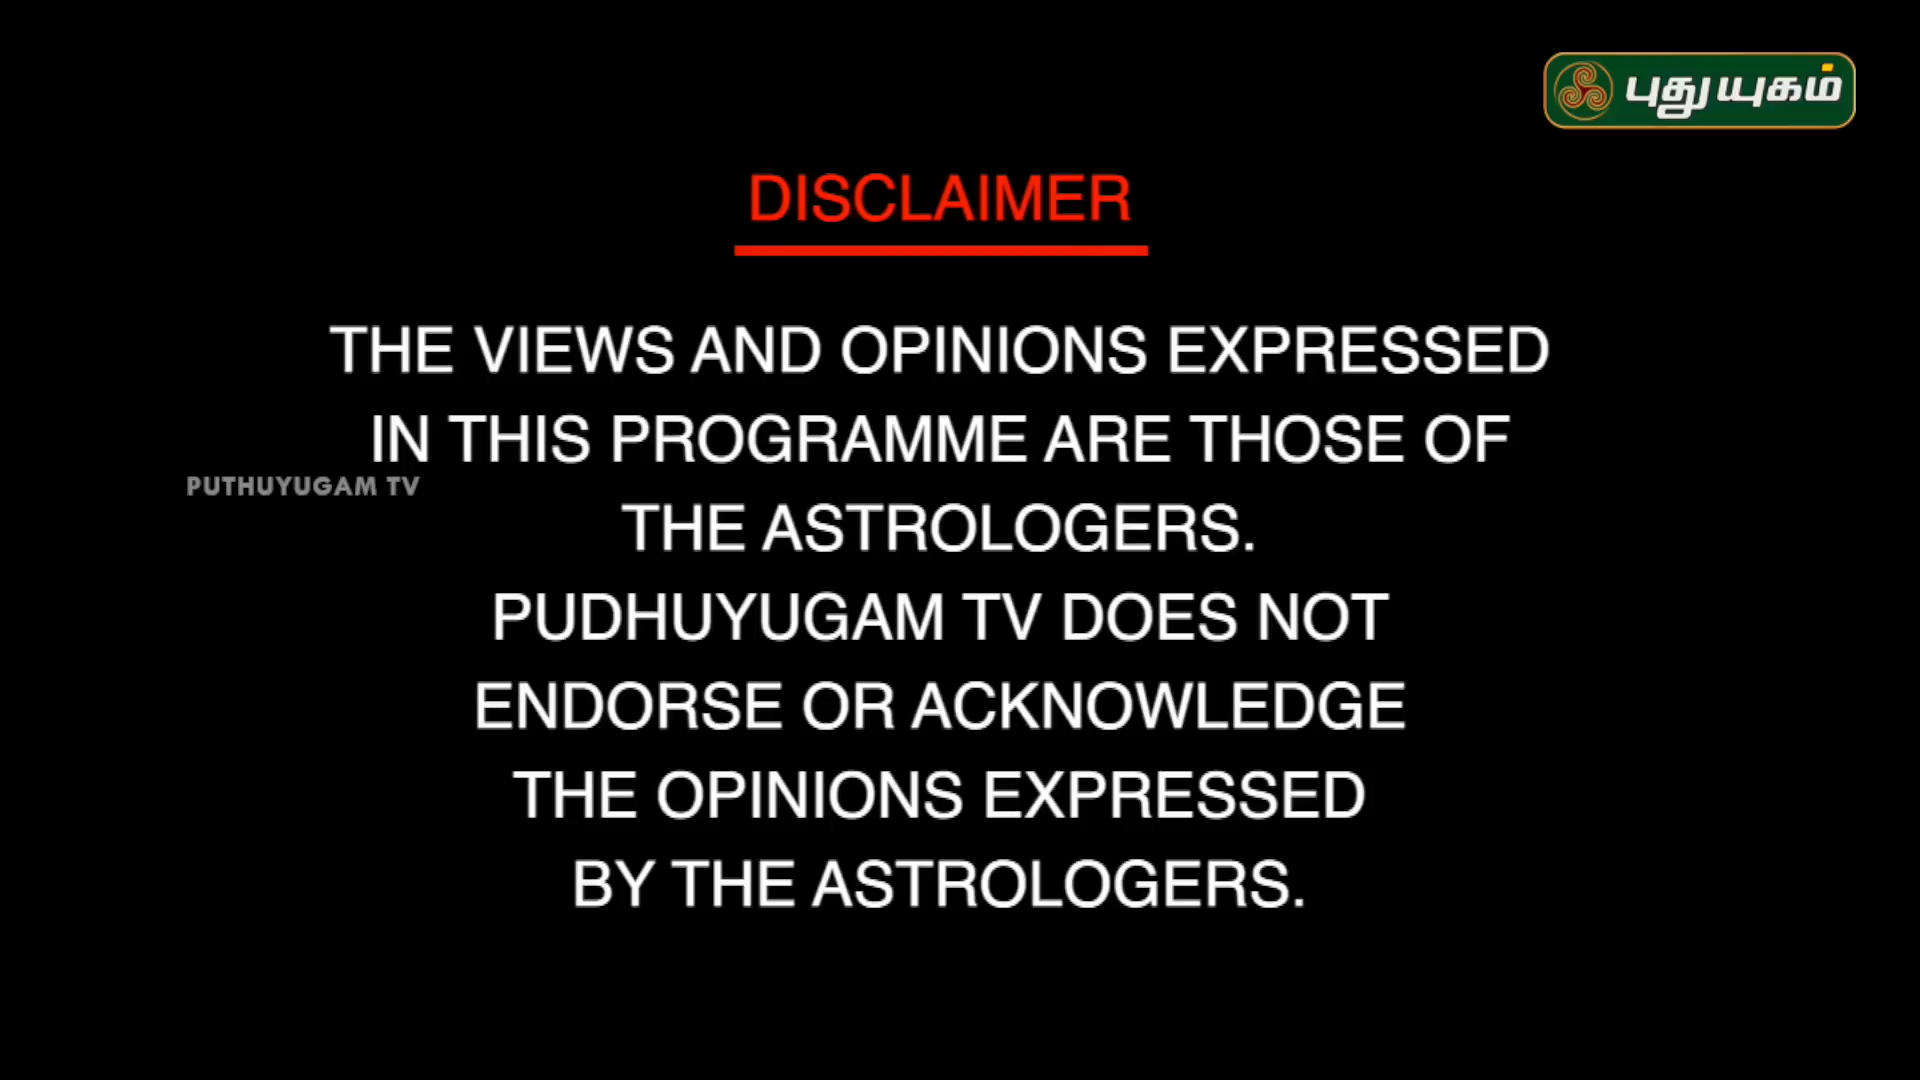 புதுயுகம்
DISCLAIMER
THE VIEWS AND OPINIONS EXPRESSED
IN THIS PROGRAMME ARE THOSE OF
PUTHUYUGAM TV
THE ASTROLOGERS.
PUDHUYUGAM TV DOES NOT
ENDORSE OR ACKNOWLEDGE
THE OPINIONS EXPRESSED
BY THE ASTROLOGERS.